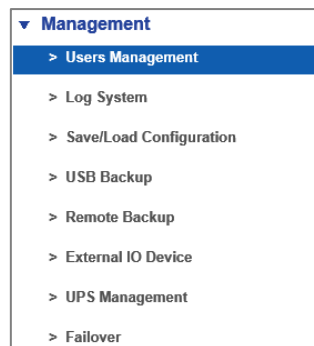 Management
> Users Management
> Log System
> Save/Load Configuration
> USB Backup
> Remote Backup
> External IO Device
> UPS Management
> Failover